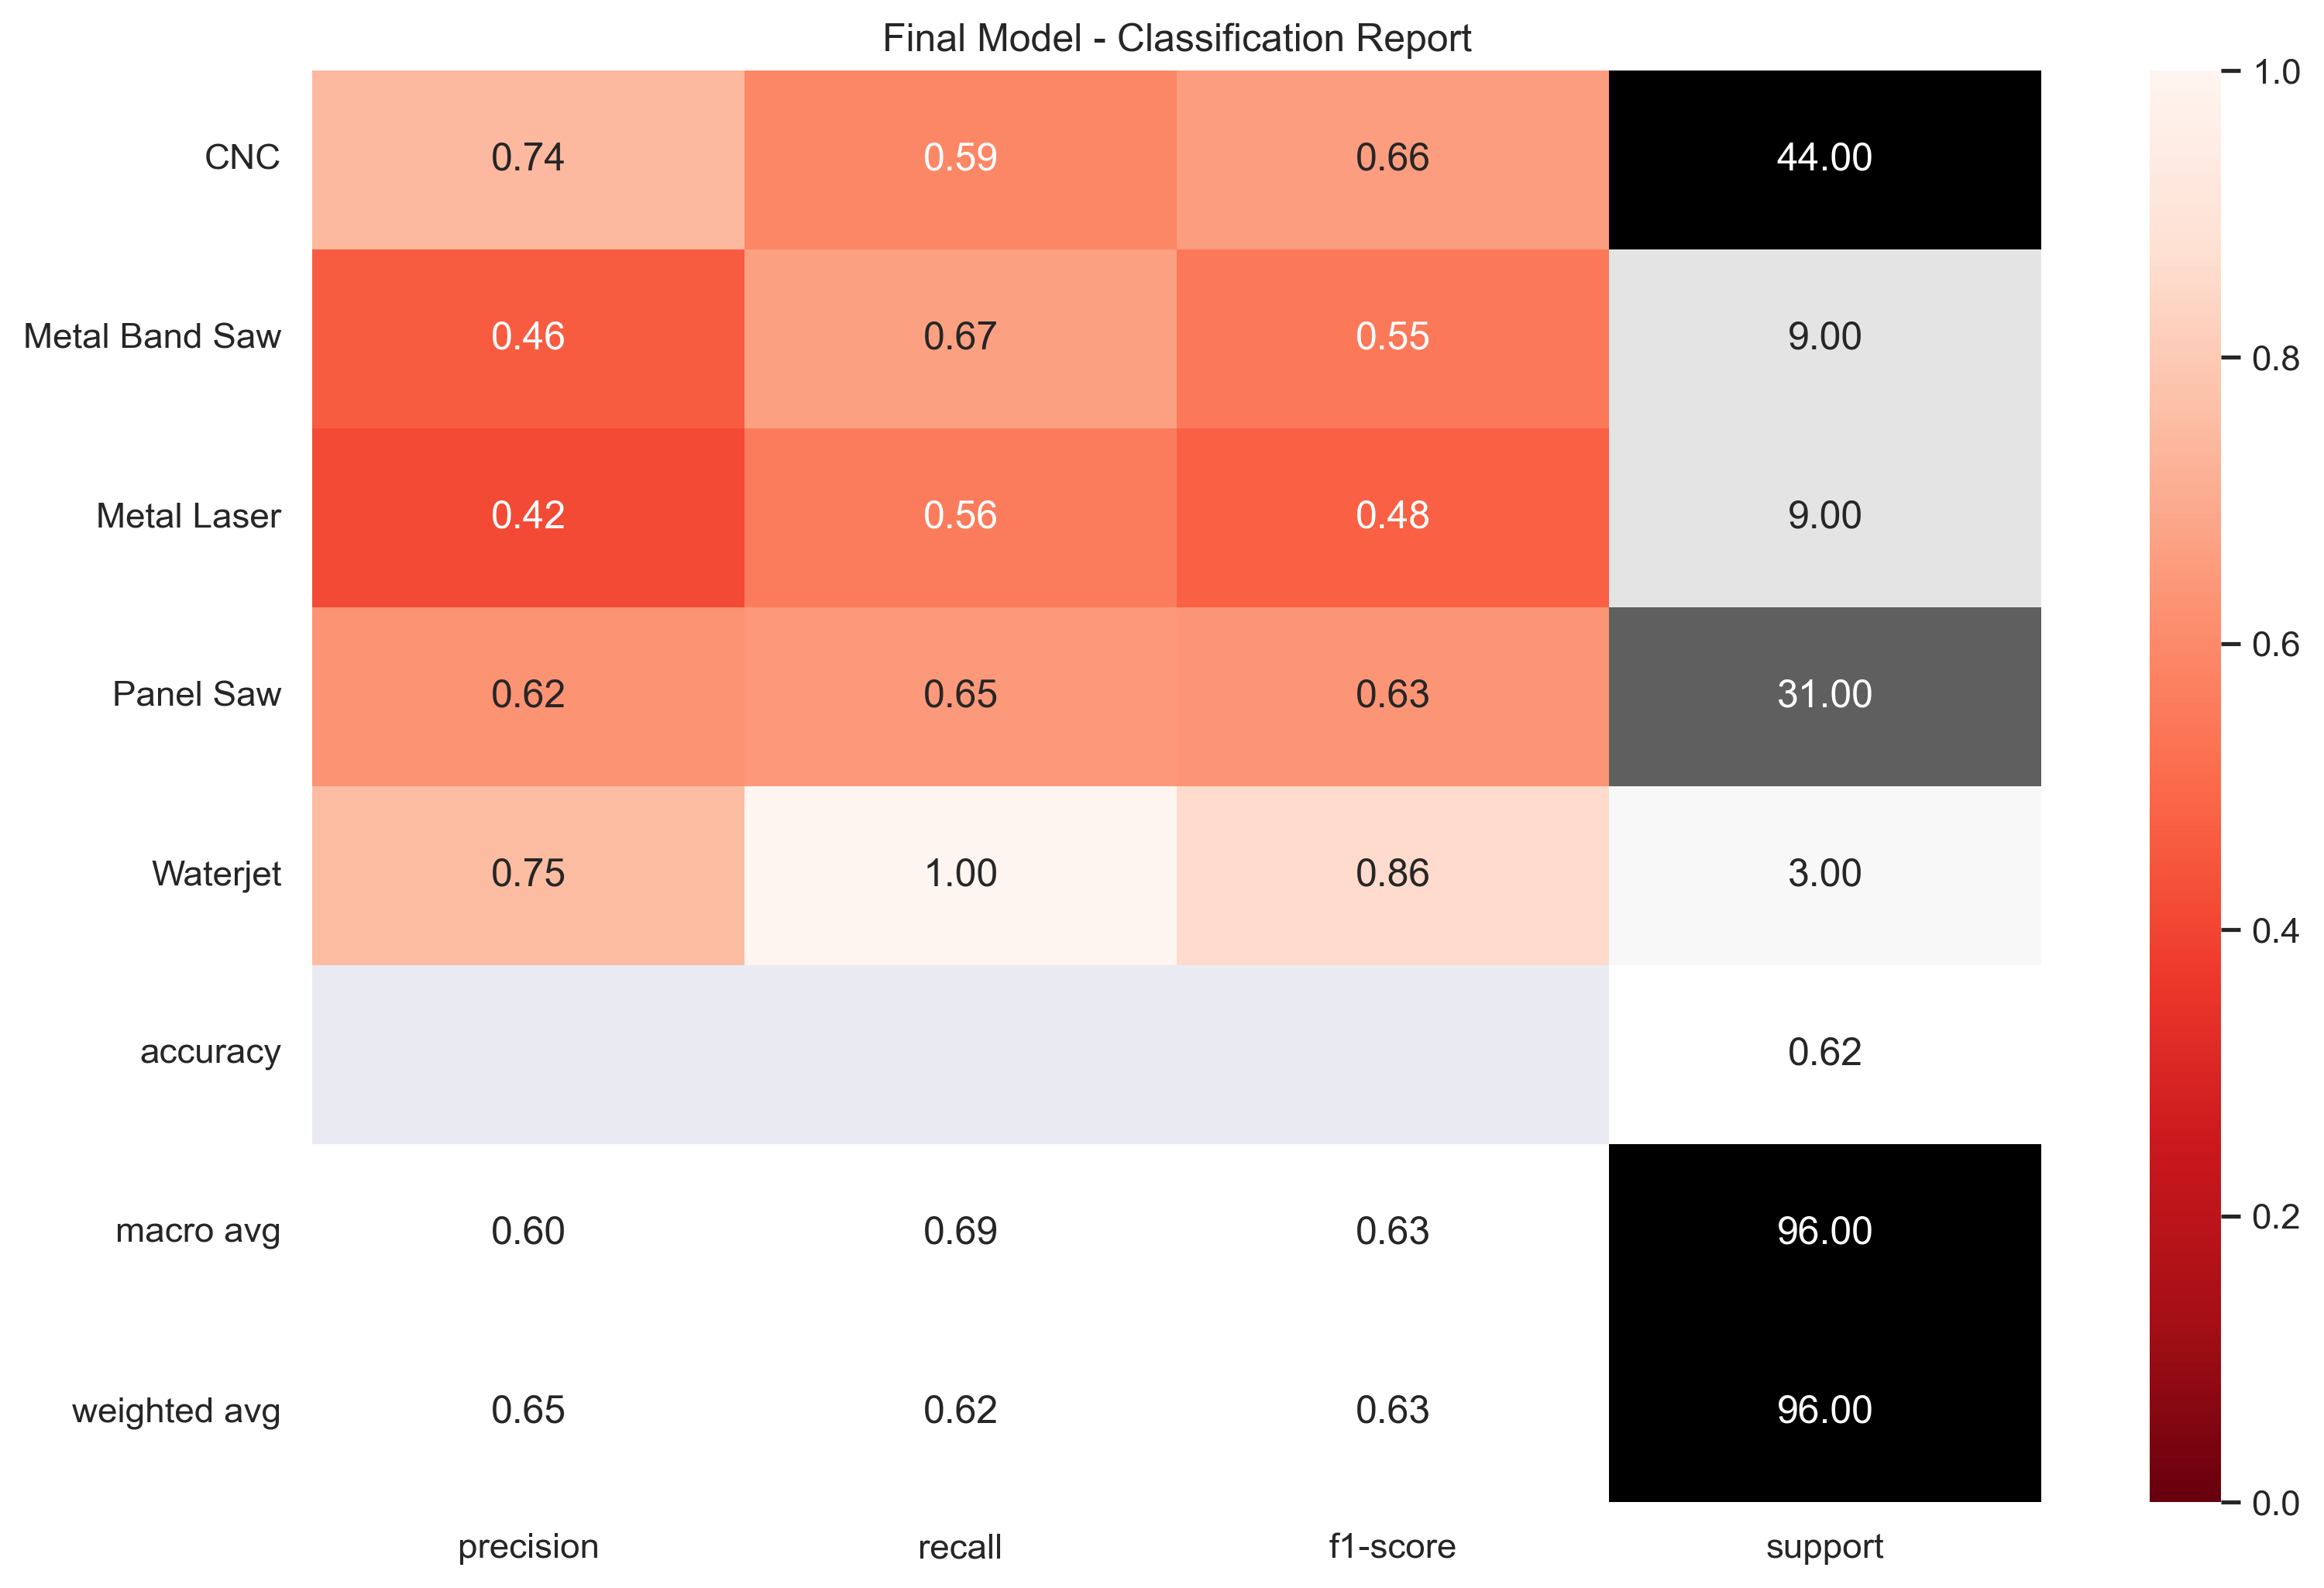 Final Model - Classification Report
CNC 0.74 0.59 0.66 44.00
Metal Band Saw 0.46 0.67 0.55 9.00
Metal Laser 0.42 0.56 0.48 9.00
Panel Saw 0.62 0.65 0.63 31.00
Waterjet 0.75 1.00 0.86 3.00
accuracy 0.62
macro avg 0.60 0.69 0.63 96.00
weighted avg 0.65 0.62 0.63 96.00
precision recall f1-score support
1.0
0.8
0.6
0.4
0.2
0.0